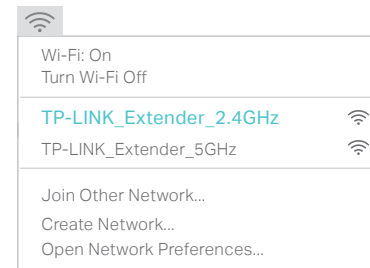 Wi-Fi: On
Turn Wi-Fi Off
TP-LINK_Extender_2.4GHz
TP-LINK_Extender_5GHz
Join Other Network...
Create Network...
Open Network Preferences...